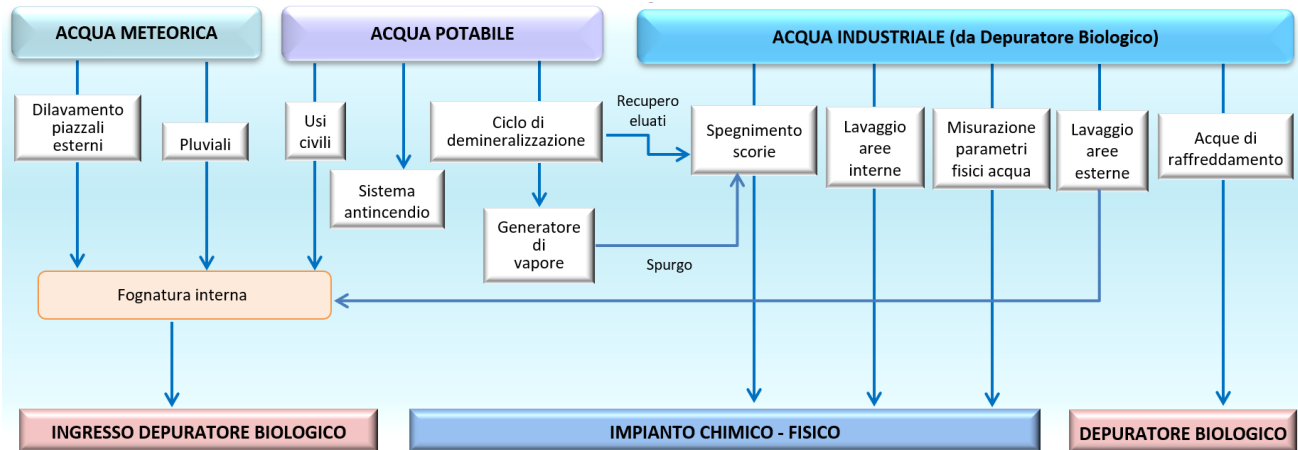 ACQUA METEORICA
ACQUA POTABILE
ACQUA INDUSTRIALE (da Depuratore Biologico)
Dilavamento
piazzali
esterni
Pluviali
Usi
civili
Sistema
antincendio
Ciclo di
demineralizzazione
Recupero
eluati
Generatore
di
vapore
Spurgo
Spegnimento
scorie
Lavaggio
aree
interne
Misurazione
parametri
fisici acqua
Lavaggio
aree
esterne
Acque di
raffreddamento
Fognatura interna
INGRESSO DEPURATORE BIOLOGICO
IMPIANTO CHIMICO - FISICO
DEPURATORE BIOLOGICO